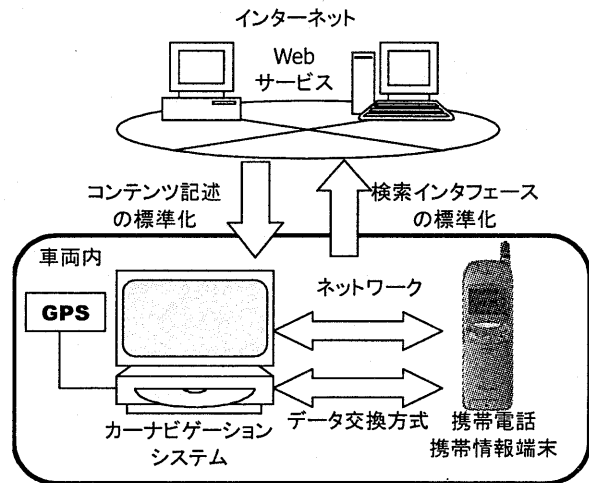 インターネット
Web
サービス
コンテンツ記述
の標準化
検索インタフェース
の標準化
車両内
GPS
ネットワーク
データ交換方式
カーナビゲーション
システム
携帯電話
携帯情報端末